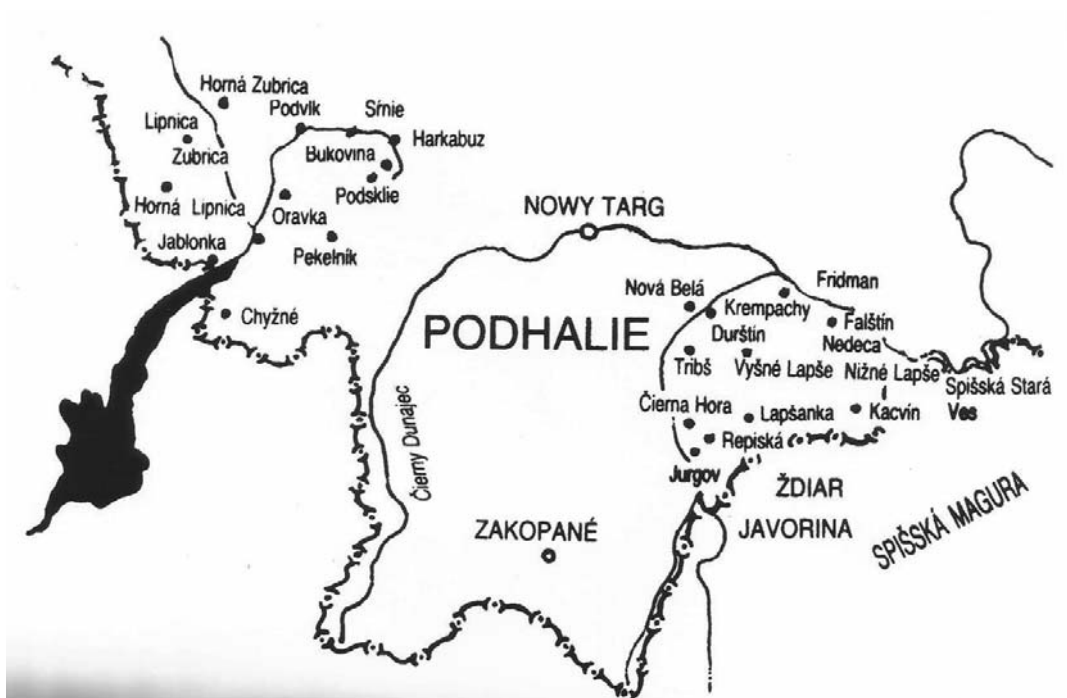 Horná Zubrica
Podvlk
Sŕnie
Lipnica
Harkabuz
Zubrica
Bukovina
Podsklie
Horná Lipnica
Oravka
NOWY TARG
Jablonka
Pekelník
Fridman
Nová Belá
Krempachy
Chyžné
PODHALIE
Durštín
Falštín
Nedeca
Tribš
Vyšné Lapše
Nižné Lapše
Spišská Stará
Ves
Čierna Hora
Lapšanka
Kacvín
Repiská
Jurgov
Čierny Dunajec
ŽDIAR
JAVORINA
SPIŠSKÁ MAGURA
ZAKOPANÉ